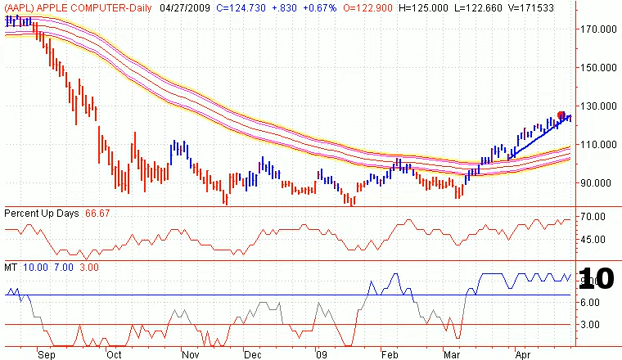 (AAPL) APPLE COMPUTER-Daily 04/27/2009 C=124.730 +.830 +0.67% O=122.900 H=125.000 L=122.660 V=171533
170.000
150.000
130.000
110.000
90.000
Percent Up Days 66.67
70.00
45.00
MT 10.00 7.00 3.00
10
6.00
3.00
Sep Oct Nov Dec 09 Feb Mar Apr